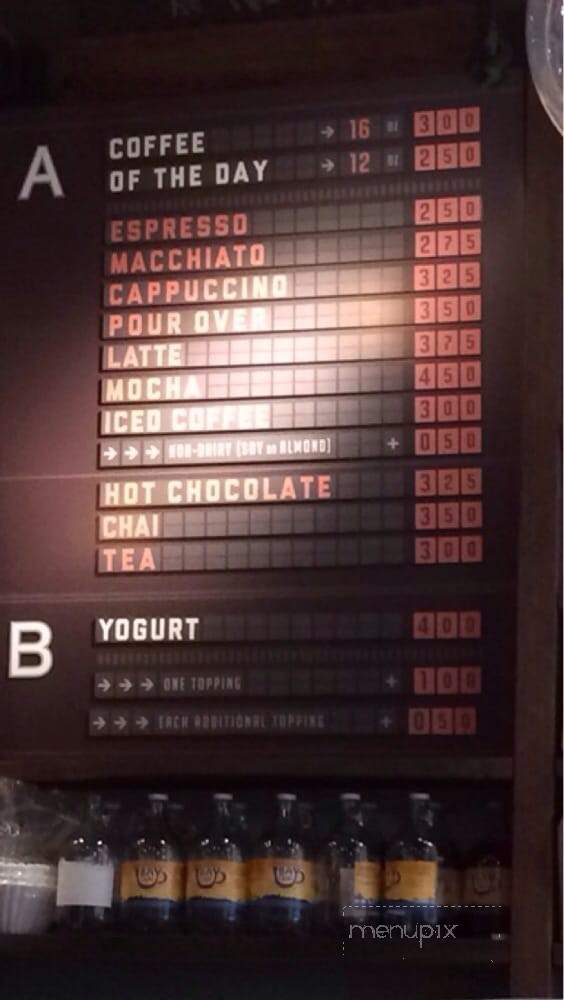 A
COFFEE → 16 OZ 300
OF THE DAY → 12 OZ 250
ESPRESSO 250
MACCHIATO 275
CAPPUCCINO 325
POUR OVER 350
LATTE 375
MOCHA 450
ICED COFFEE 300
→ → → NON-DAIRY (SOY OR ALMOND) + 050
HOT CHOCOLATE 325
CHAI 350
TEA 300
B
YOGURT 400
→ → → ONE TOPPING + 100
→ → → EACH ADDITIONAL TOPPING + 050
menupix